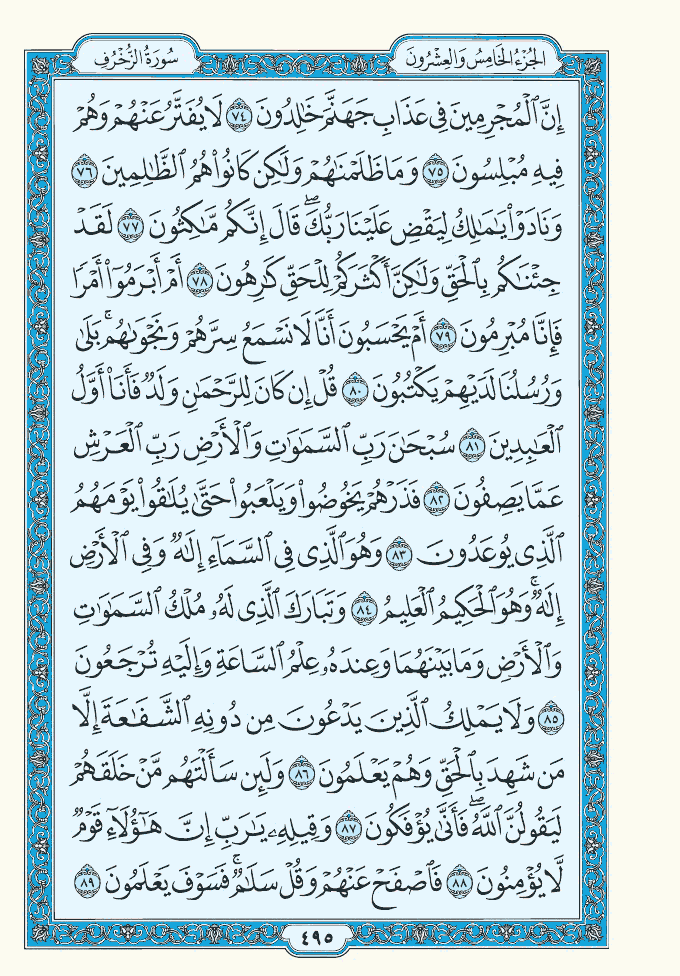 الجُزْءُ الخَامِسُ وَالعِشْرُونَ
سُورَةُ الزُّخْرُفِ
إِنَّ ٱلْمُجْرِمِينَ فِى عَذَابِ جَهَنَّمَ خَٰلِدُونَ ٧٤ لَا يُفَتَّرُ عَنْهُمْ وَهُمْ
فِيهِ مُبْلِسُونَ ٧٥ وَمَا ظَلَمْنَٰهُمْ وَلَٰكِن كَانُوا۟ هُمُ ٱلظَّٰلِمِينَ ٧٦
وَنَادَوْا۟ يَٰمَٰلِكُ لِيَقْضِ عَلَيْنَا رَبُّكَ ۖ قَالَ إِنَّكُم مَّٰكِثُونَ ٧٧ لَقَدْ
جِئْنَٰكُم بِٱلْحَقِّ وَلَٰكِنَّ أَكْثَرَكُمْ لِلْحَقِّ كَٰرِهُونَ ٧٨ أَمْ أَبْرَمُوٓا۟ أَمْرًا
فَإِنَّا مُبْرِمُونَ ٧٩ أَمْ يَحْسَبُونَ أَنَّا لَا نَسْمَعُ سِرَّهُمْ وَنَجْوَىٰهُم ۚ بَلَىٰ
وَرُسُلُنَا لَدَيْهِمْ يَكْتُبُونَ ٨٠ قُلْ إِن كَانَ لِلرَّحْمَٰنِ وَلَدٌ فَأَنَا۠ أَوَّلُ
ٱلْعَٰبِدِينَ ٨١ سُبْحَٰنَ رَبِّ ٱلسَّمَٰوَٰتِ وَٱلْأَرْضِ رَبِّ ٱلْعَرْشِ
عَمَّا يَصِفُونَ ٨٢ فَذَرْهُمْ يَخُوضُوا۟ وَيَلْعَبُوا۟ حَتَّىٰ يُلَٰقُوا۟ يَوْمَهُمُ
ٱلَّذِى يُوعَدُونَ ٨٣ وَهُوَ ٱلَّذِى فِى ٱلسَّمَآءِ إِلَٰهٌ وَفِى ٱلْأَرْضِ
إِلَٰهٌ ۚ وَهُوَ ٱلْحَكِيمُ ٱلْعَلِيمُ ٨٤ وَتَبَارَكَ ٱلَّذِى لَهُۥ مُلْكُ ٱلسَّمَٰوَٰتِ
وَٱلْأَرْضِ وَمَا بَيْنَهُمَا وَعِندَهُۥ عِلْمُ ٱلسَّاعَةِ وَإِلَيْهِ تُرْجَعُونَ
٨٥ وَلَا يَمْلِكُ ٱلَّذِينَ يَدْعُونَ مِن دُونِهِ ٱلشَّفَٰعَةَ إِلَّا
مَن شَهِدَ بِٱلْحَقِّ وَهُمْ يَعْلَمُونَ ٨٦ وَلَئِن سَأَلْتَهُم مَّنْ خَلَقَهُمْ
لَيَقُولُنَّ ٱللَّهُ ۖ فَأَنَّىٰ يُؤْفَكُونَ ٨٧ وَقِيلِهِۦ يَٰرَبِّ إِنَّ هَٰٓؤُلَآءِ قَوْمٌ
لَّا يُؤْمِنُونَ ٨٨ فَٱصْفَحْ عَنْهُمْ وَقُلْ سَلَٰمٌ ۚ فَسَوْفَ يَعْلَمُونَ ٨٩
٤٩٥